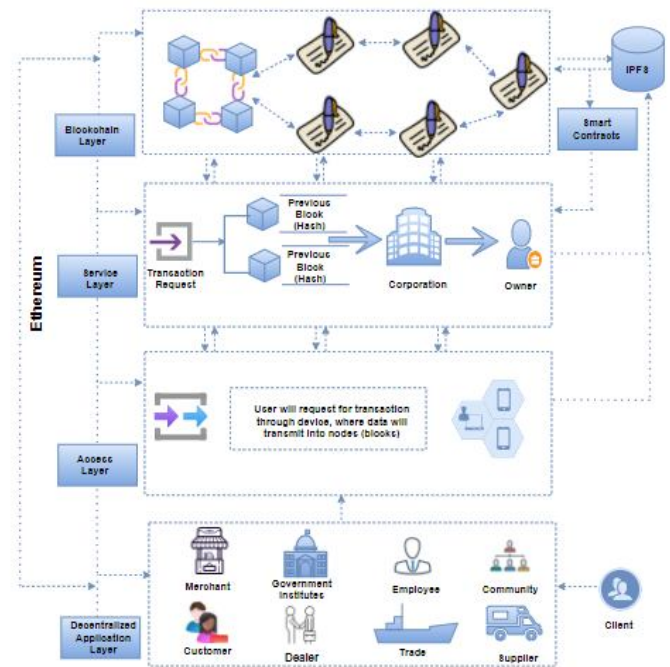 IPFS
Blockchain
Layer
Smart
Contracts
Previous
Block
(Hash)
Previous
Block
(Hash)
Transaction
Request
Corporation
Owner
Service
Layer
Ethereum
User will request for transaction
through device, where data will
transmit into nodes (blocks)
Access
Layer
Merchant
Government
Institutes
Employee
Community
Client
Customer
Dealer
Trade
Supplier
Decentralized
Application
Layer